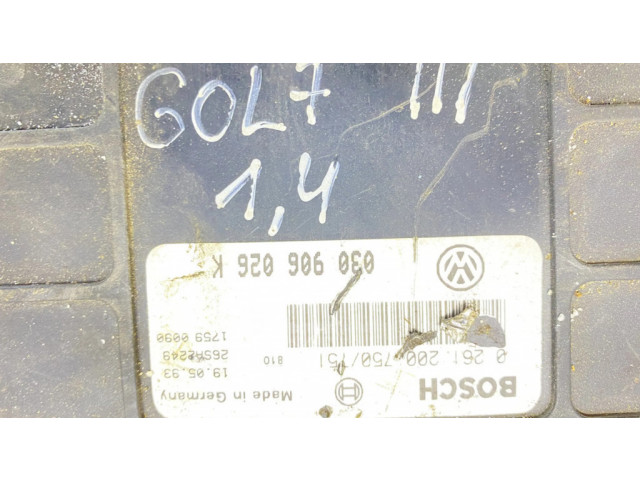 GOLF III
1,4
030 906 026 K
0 261 200 750/751
810
1759 0090
26SA2249
19.05.93
BOSCH
Made in Germany